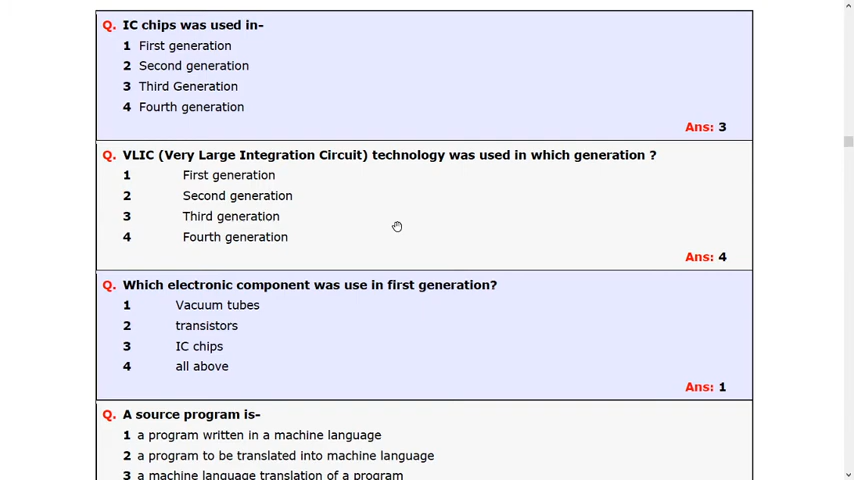 Q. IC chips was used in-
1 First generation
2 Second generation
3 Third Generation
4 Fourth generation
Ans: 3
Q. VLIC (Very Large Integration Circuit) technology was used in which generation ?
1 First generation
2 Second generation
3 Third generation
4 Fourth generation
Ans: 4
Q. Which electronic component was use in first generation?
1 Vacuum tubes
2 transistors
3 IC chips
4 all above
Ans: 1
Q. A source program is-
1 a program written in a machine language
2 a program to be translated into machine language
3 a machine language translation of a program